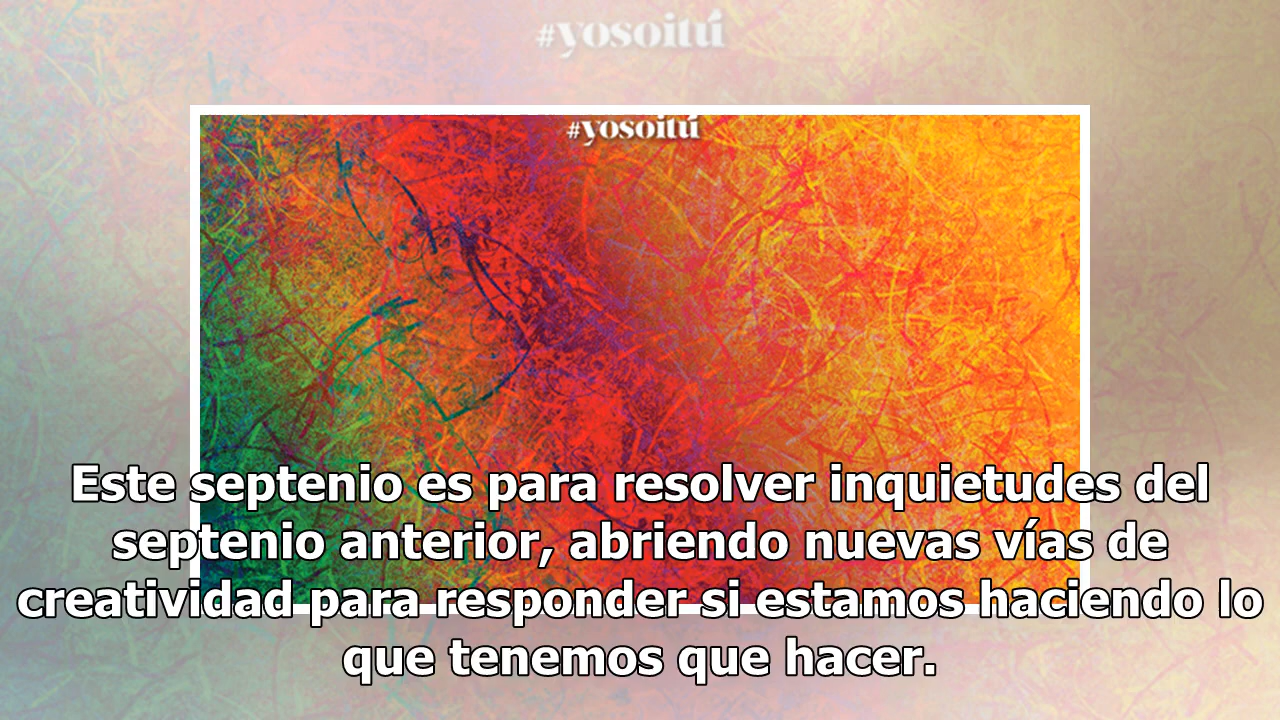 #yosoitú
#yosoitú
Este septenio es para resolver inquietudes del
septenio anterior, abriendo nuevas vías de
creatividad para responder si estamos haciendo lo
que tenemos que hacer.